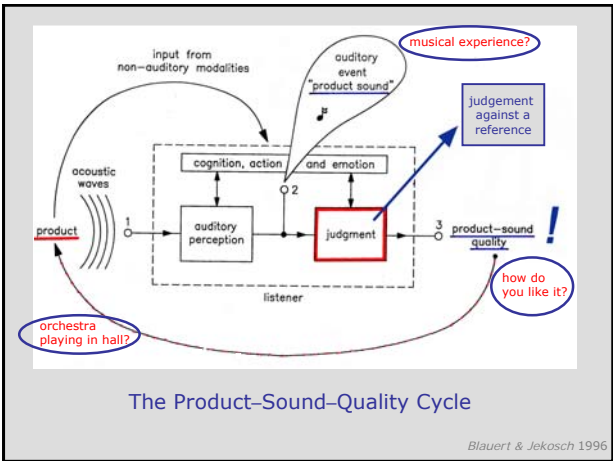 musical experience?
input from
non-auditory modalities
auditory
event
"product sound"
judgement
against a
reference
cognition, action and emotion
acoustic
waves
2
product
1
auditory
perception
judgment
3
product-sound
quality
!
listener
how do
you like it?
orchestra
playing in hall?
The Product–Sound–Quality Cycle
Blauert & Jekosch 1996